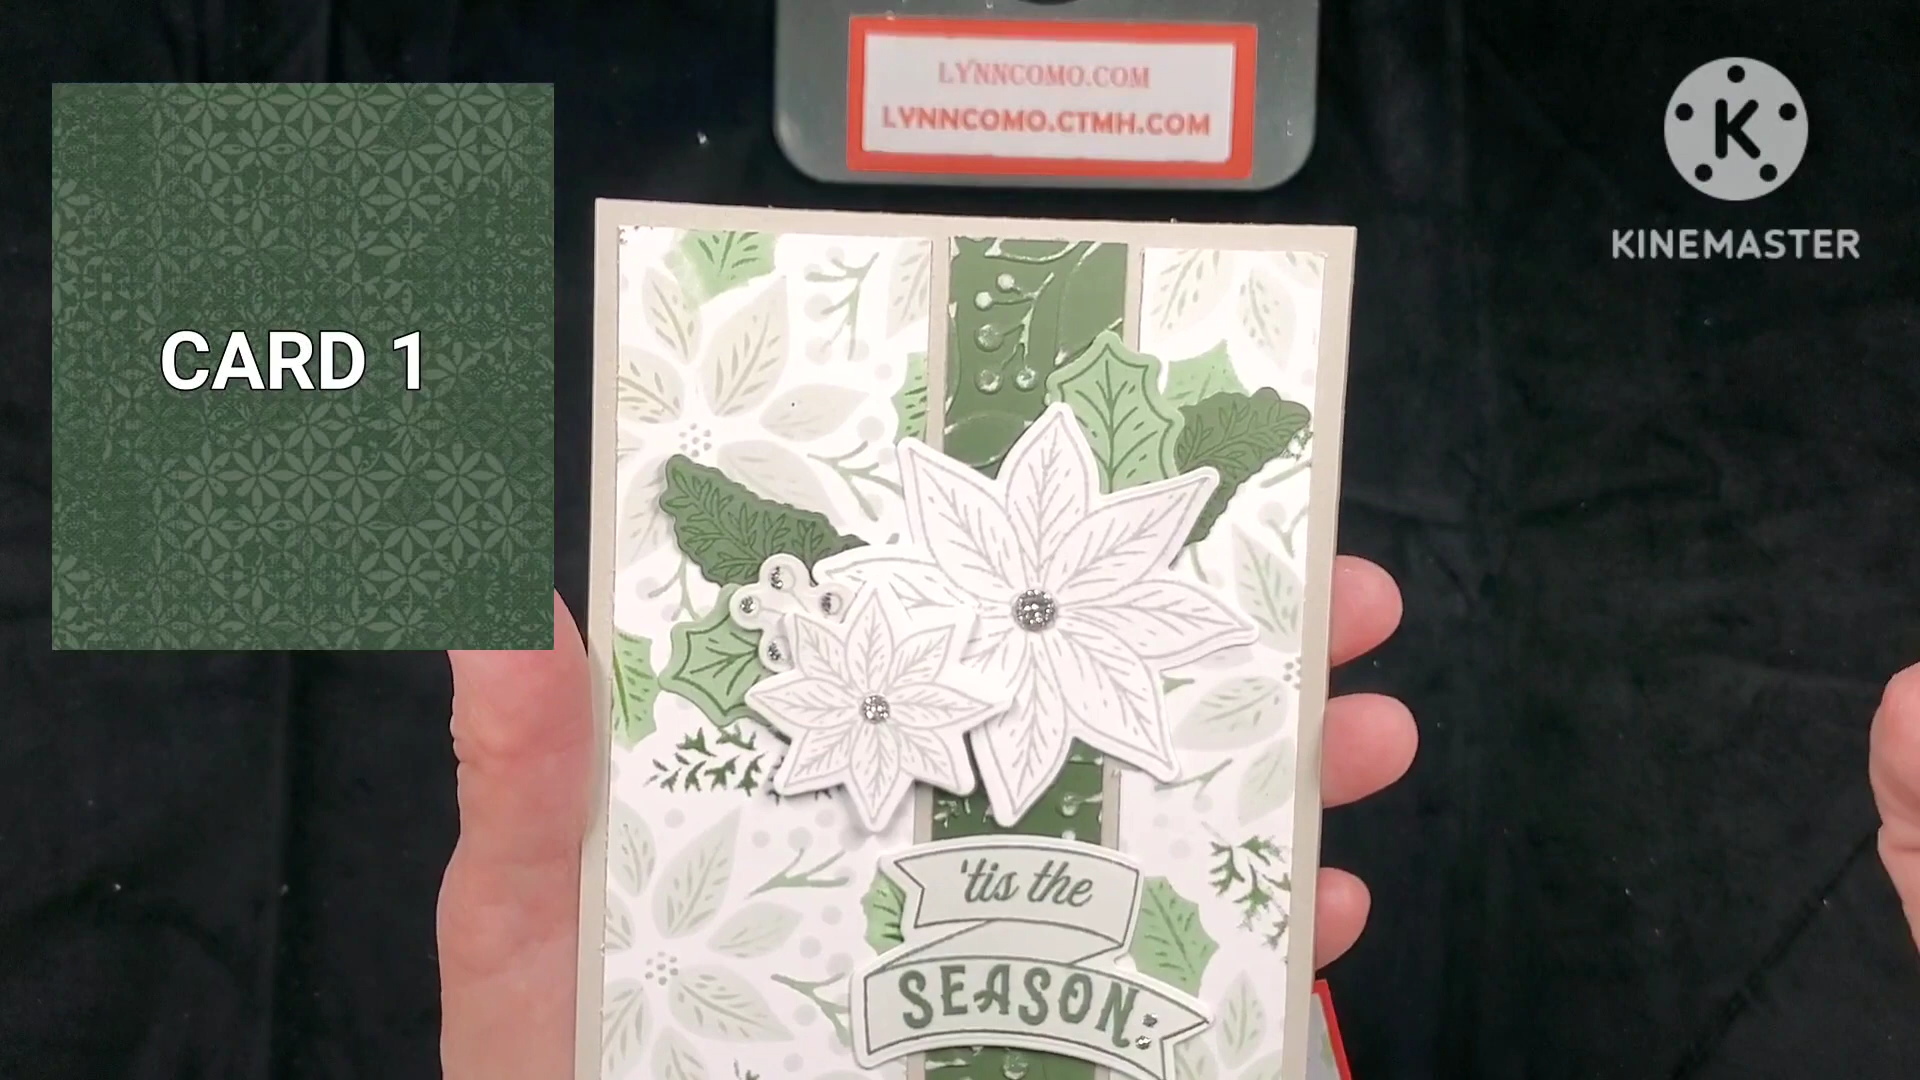 LYNNCOMO.COM
LYNNCOMO.CTMH.COM
K
KINEMASTER
CARD 1
'tis the
SEASON